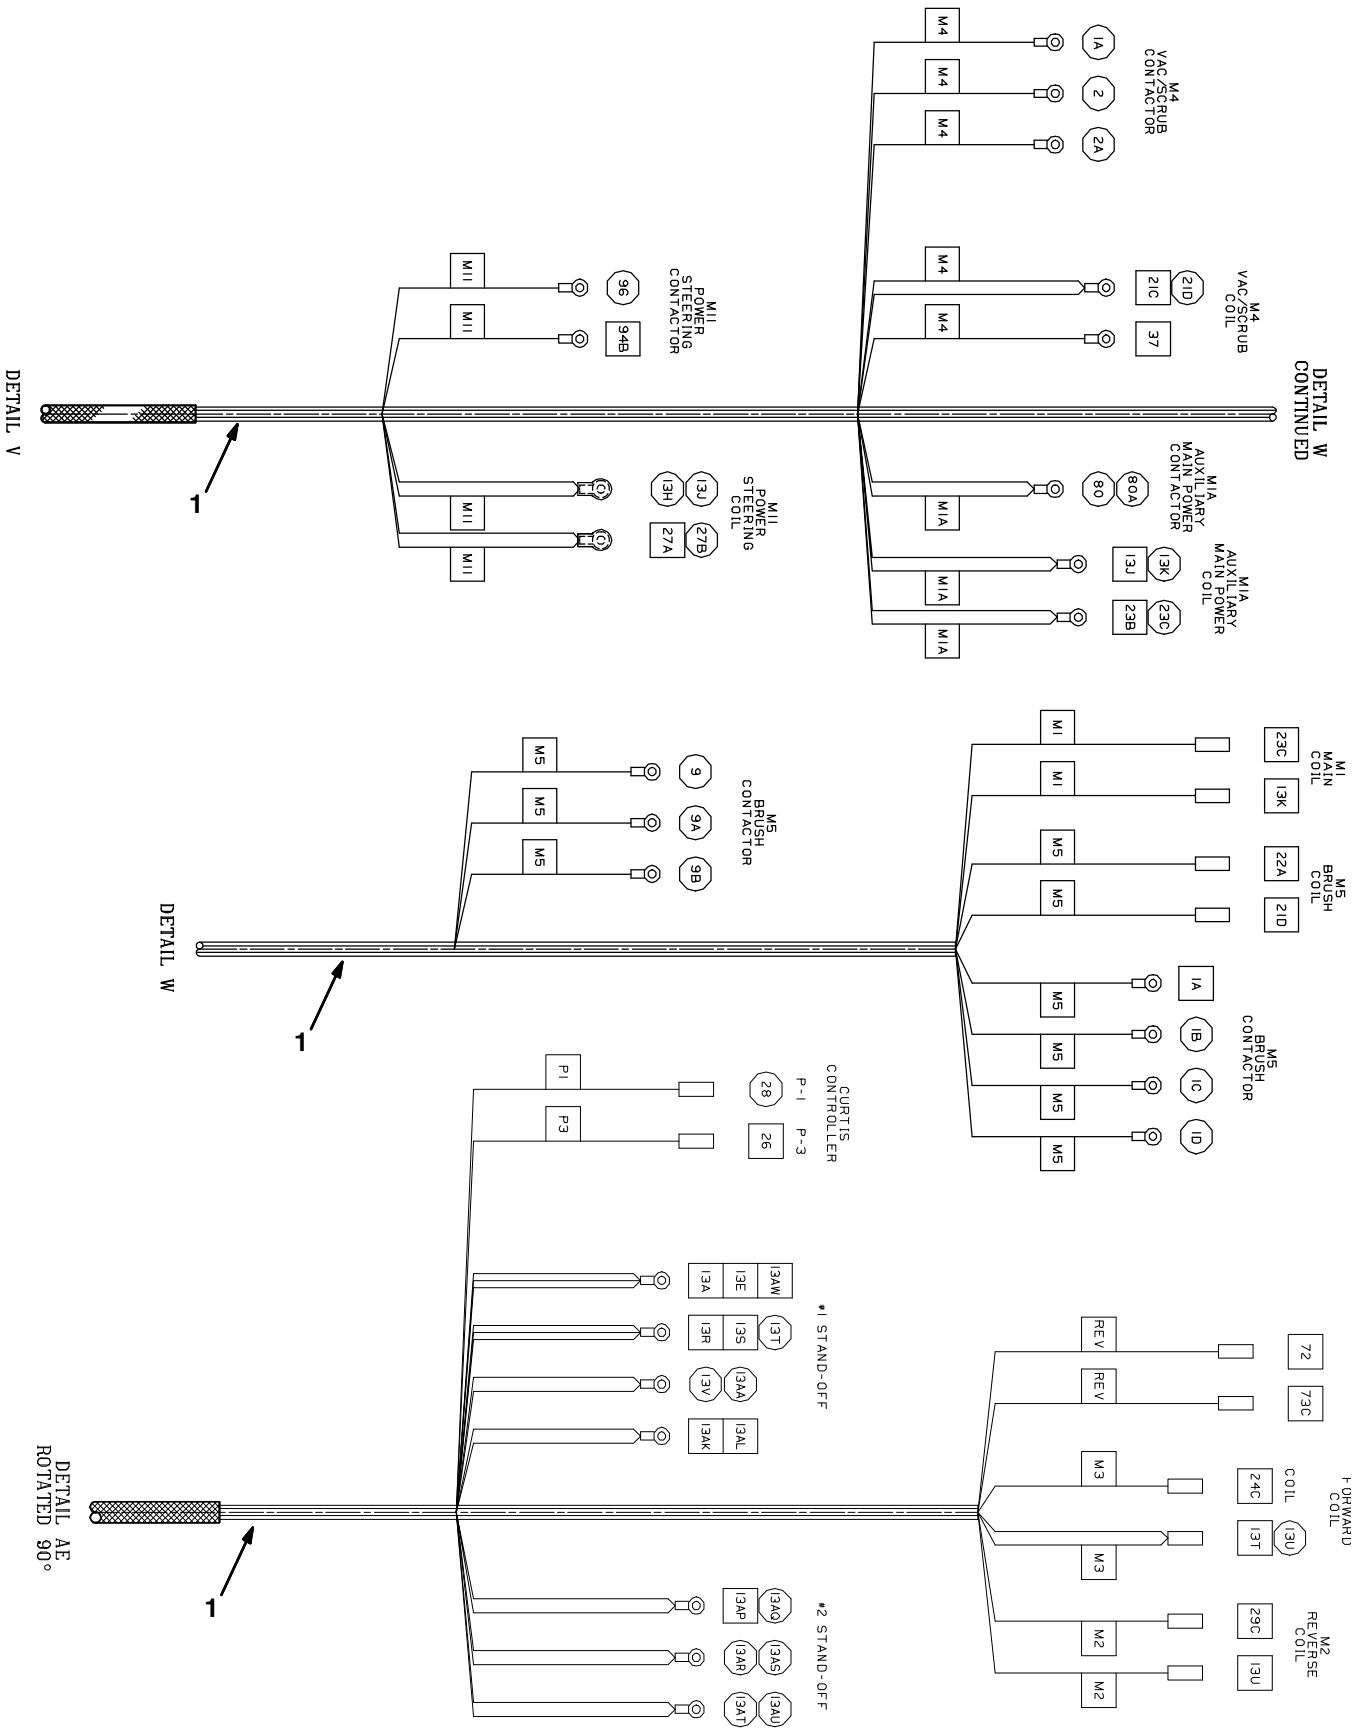 M4
VAC/SCRUB
CONTACTOR
1A
2
2A
M4
M4
M4
M4
VAC/SCRUB
COIL
21D
21C
37
M4
M4
DETAIL W
CONTINUED
M11
POWER
STEERING
CONTACTOR
96
94B
M11
M11
M11
POWER
STEERING
COIL
13J
13H
27B
27A
M11
M11
M1A
AUXILIARY
MAIN POWER
CONTACTOR
80A
80
M1A
M1A
AUXILIARY
MAIN POWER
COIL
13K
13J
23C
23B
M1A
M1A
1
DETAIL V
M1
MAIN
COIL
23C
13K
M1
M1
M5
BRUSH
COIL
22A
21D
M5
M5
M5
BRUSH
CONTACTOR
9
9A
9B
M5
M5
M5
M5
BRUSH
CONTACTOR
1A
1B
1C
1D
M5
M5
M5
M5
1
DETAIL W
CURTIS
CONTROLLER
P-1
P-3
28
26
P1
P3
#1 STAND-OFF
13AW
13E
13A
13T
13S
13R
13AA
13V
13AL
13AK
72
73C
REV
REV
FORWARD
COIL
COIL
24C
13U
13T
M3
M3
M2
REVERSE
COIL
29C
13U
M2
M2
#2 STAND-OFF
13AQ
13AP
13AS
13AR
13AU
13AT
1
DETAIL AE
ROTATED 90°